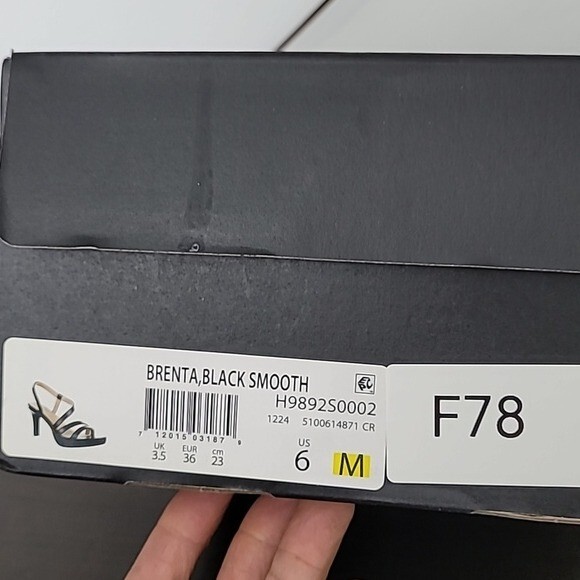 BRENTA,BLACK SMOOTH
H9892S0002
1224 5100614871 CR
7 12015 03187 9
UK EUR cm US
3.5 36 23 6 M
F78